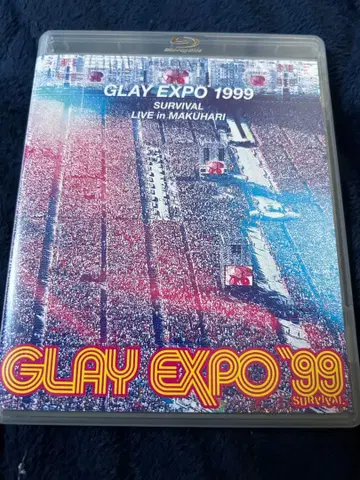 GLAY EXPO 1999
SURVIVAL
LIVE in MAKUHARI
GLAY EXPO '99
SURVIVAL